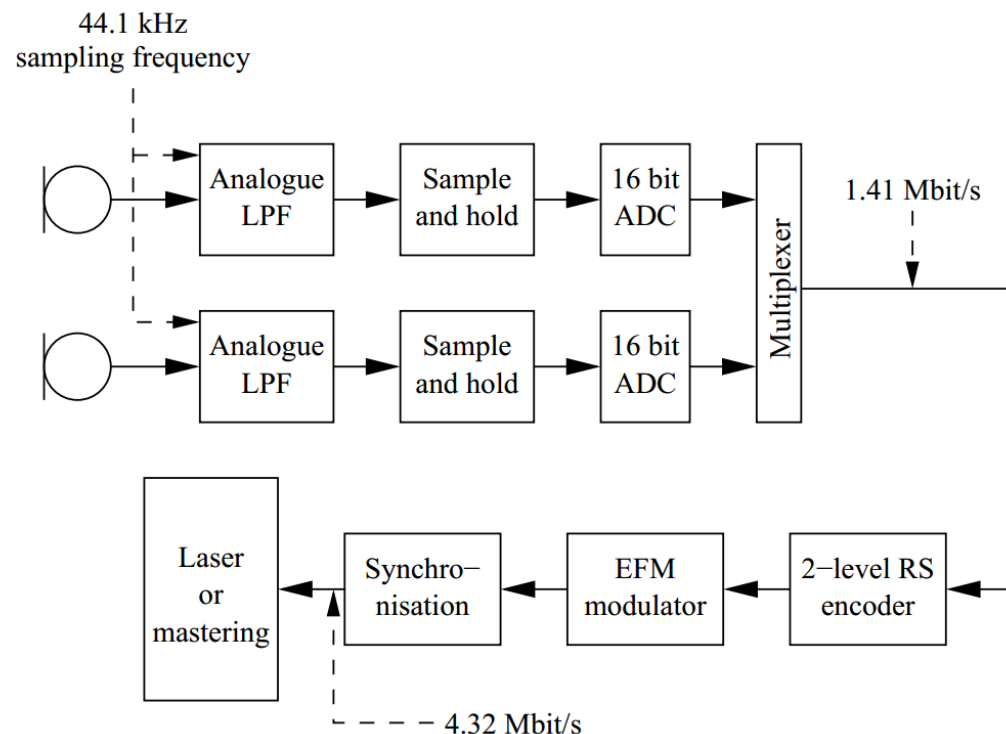 44.1 kHz
sampling frequency
Analogue
LPF
Sample
and hold
16 bit
ADC
Multiplexer
1.41 Mbit/s
Analogue
LPF
Sample
and hold
16 bit
ADC
Laser
or
mastering
Synchro−
nisation
EFM
modulator
2−level RS
encoder
4.32 Mbit/s